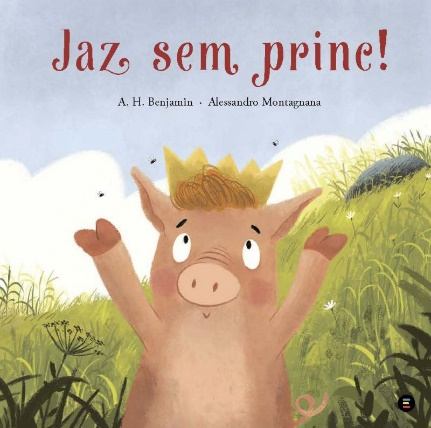 Jaz sem princ!
A. H. Benjamin · Alessandro Montagnana